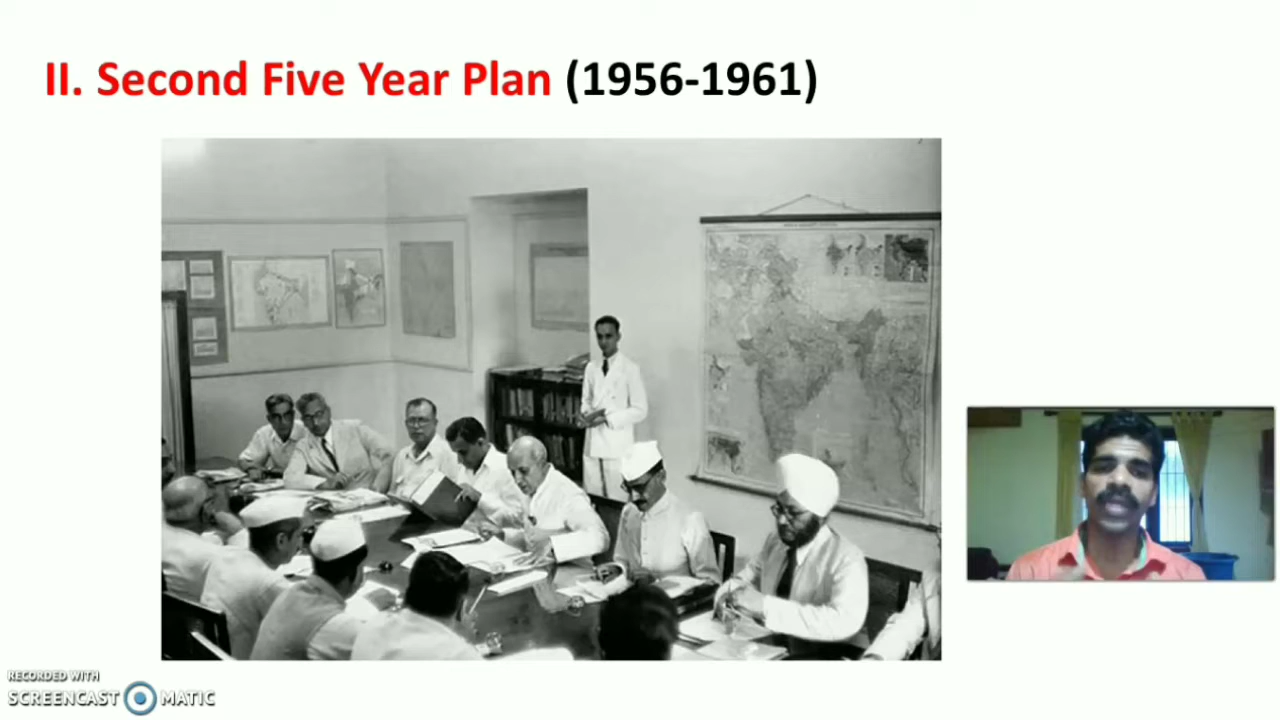 II. Second Five Year Plan (1956-1961)
RECORDED WITH
SCREENCAST MATIC